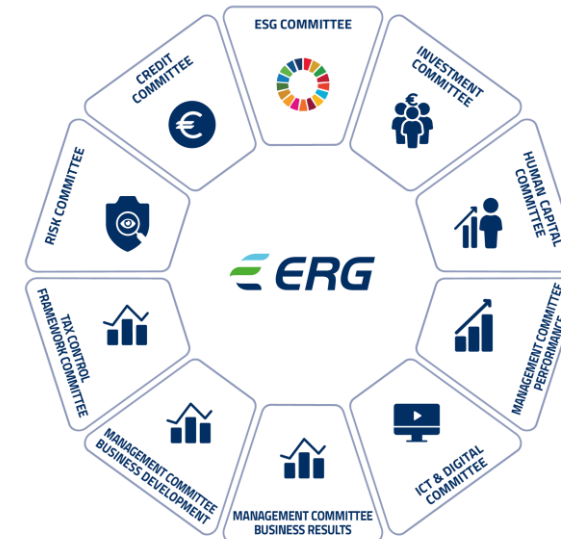 ESG COMMITTEE
INVESTMENT
COMMITTEE
€
HUMAN CAPITAL
COMMITTEE
MANAGEMENT COMMITTEE
PERFORMANCE
ICT & DIGITAL
COMMITTEE
MANAGEMENT COMMITTEE
BUSINESS RESULTS
MANAGEMENT COMMITTEE
BUSINESS DEVELOPMENT
TAX CONTROL
FRAMEWORK COMMITTEE
RISK COMMITTEE
CREDIT
COMMITTEE
€
ERG